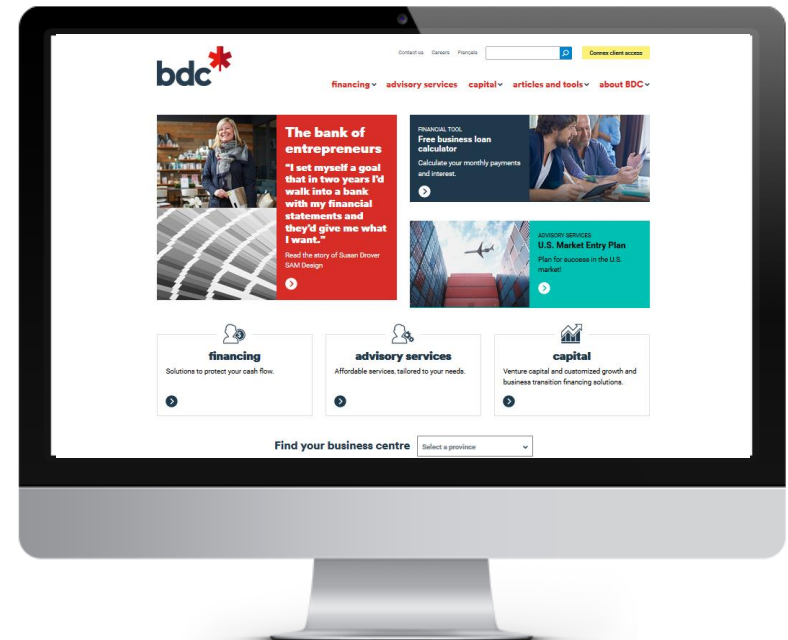 bdc
Contact us Careers Français
Connex client access
financing advisory services capital articles and tools about BDC
The bank of
entrepreneurs
“I set myself a goal
that in two years I'd
walk into a bank
with my financial
statements and
they'd give me what
I want.”
Read the story of Susan Drover
SAM Design
FINANCIAL TOOL
Free business loan
calculator
Calculate your monthly payments
and interest.
ADVISORY SERVICES
U.S. Market Entry Plan
Plan for success in the U.S.
market!
financing
Solutions to protect your cash flow.
advisory services
Affordable services, tailored to your needs.
capital
Venture capital and customized growth and
business transition financing solutions.
Find your business centre Select a province